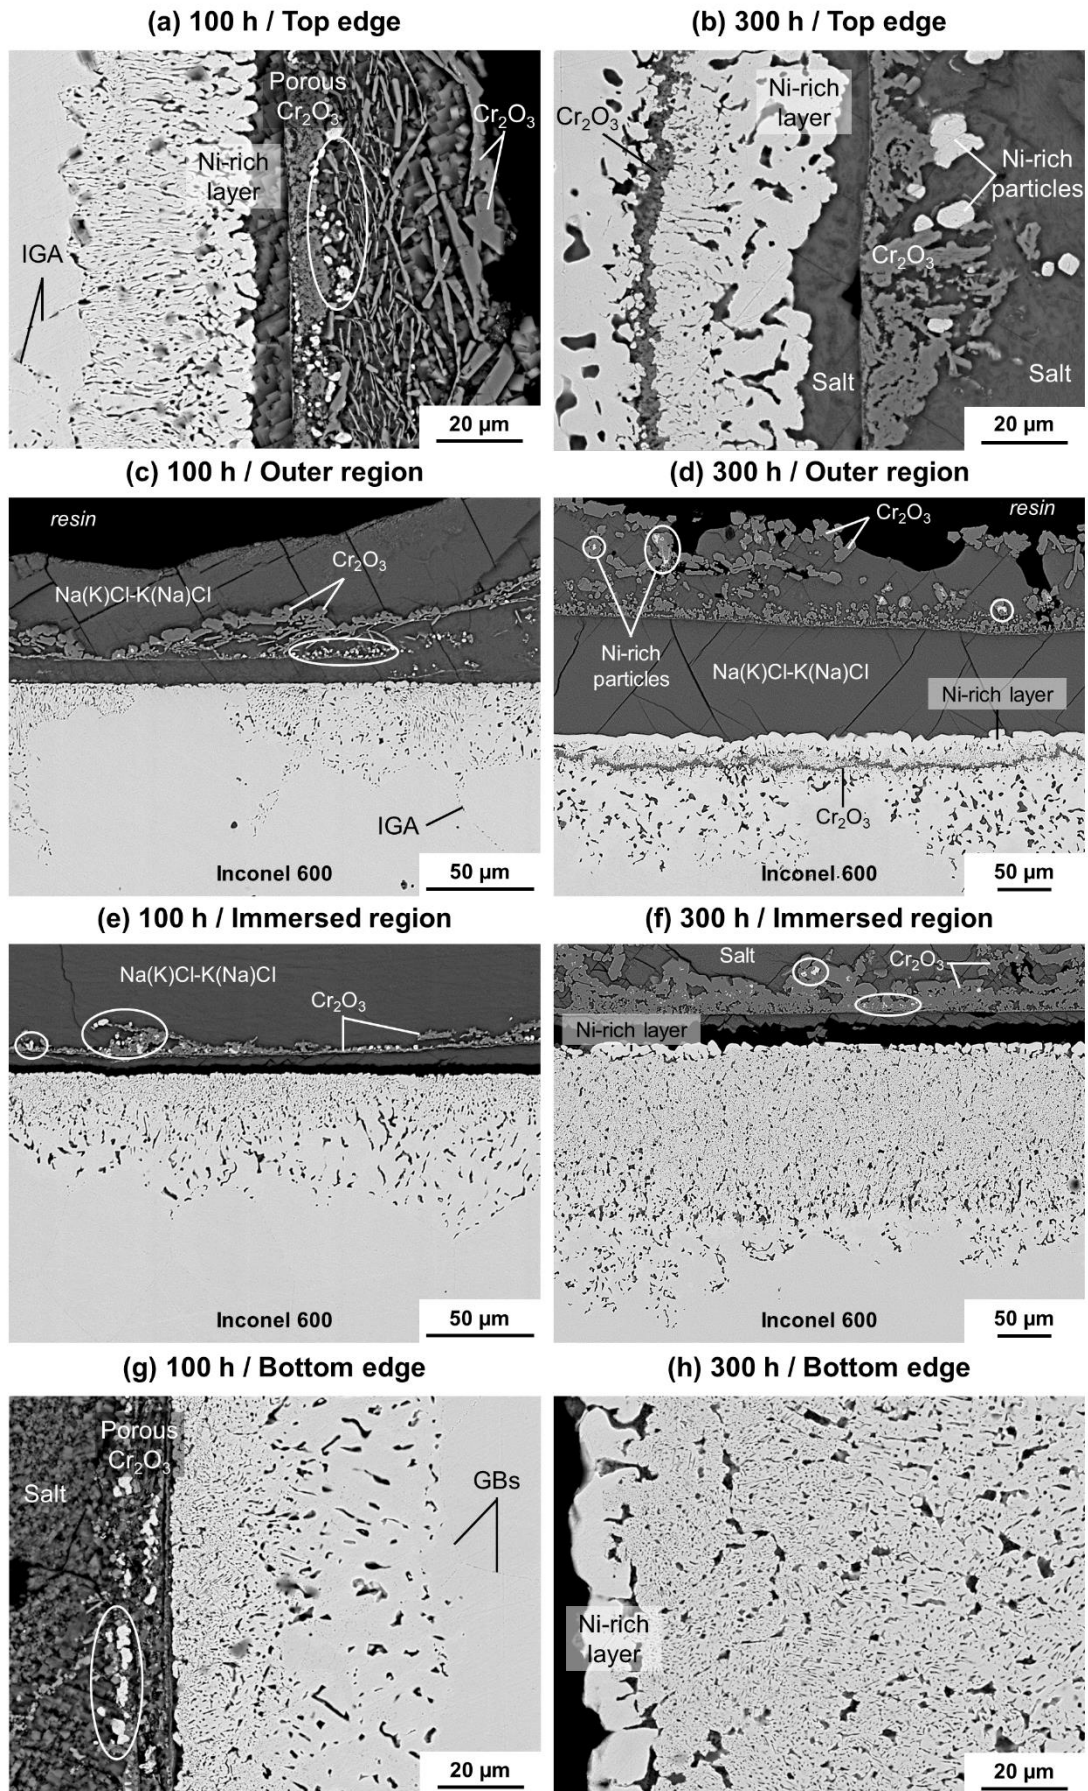 (a) 100 h / Top edge
Porous
Cr₂O₃
Cr₂O₃
Ni-rich
layer
IGA
20 µm
(b) 300 h / Top edge
Cr₂O₃
Ni-rich
layer
Ni-rich
particles
Cr₂O₃
Salt
Salt
20 µm
(c) 100 h / Outer region
resin
Cr₂O₃
Na(K)Cl-K(Na)Cl
IGA
Inconel 600
50 µm
(d) 300 h / Outer region
Cr₂O₃
resin
Ni-rich
particles
Na(K)Cl-K(Na)Cl
Ni-rich layer
Cr₂O₃
Inconel 600
50 µm
(e) 100 h / Immersed region
Na(K)Cl-K(Na)Cl
Cr₂O₃
Inconel 600
50 µm
(f) 300 h / Immersed region
Salt
Cr₂O₃
Ni-rich layer
Inconel 600
50 µm
(g) 100 h / Bottom edge
Porous
Cr₂O₃
Salt
GBs
20 µm
(h) 300 h / Bottom edge
Ni-rich
layer
20 µm